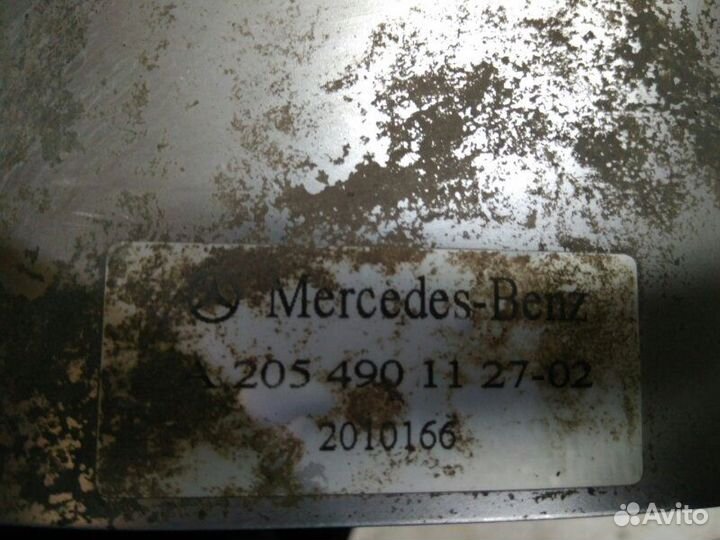 Mercedes-Benz
A 205 490 11 27-02
2010166
Avito